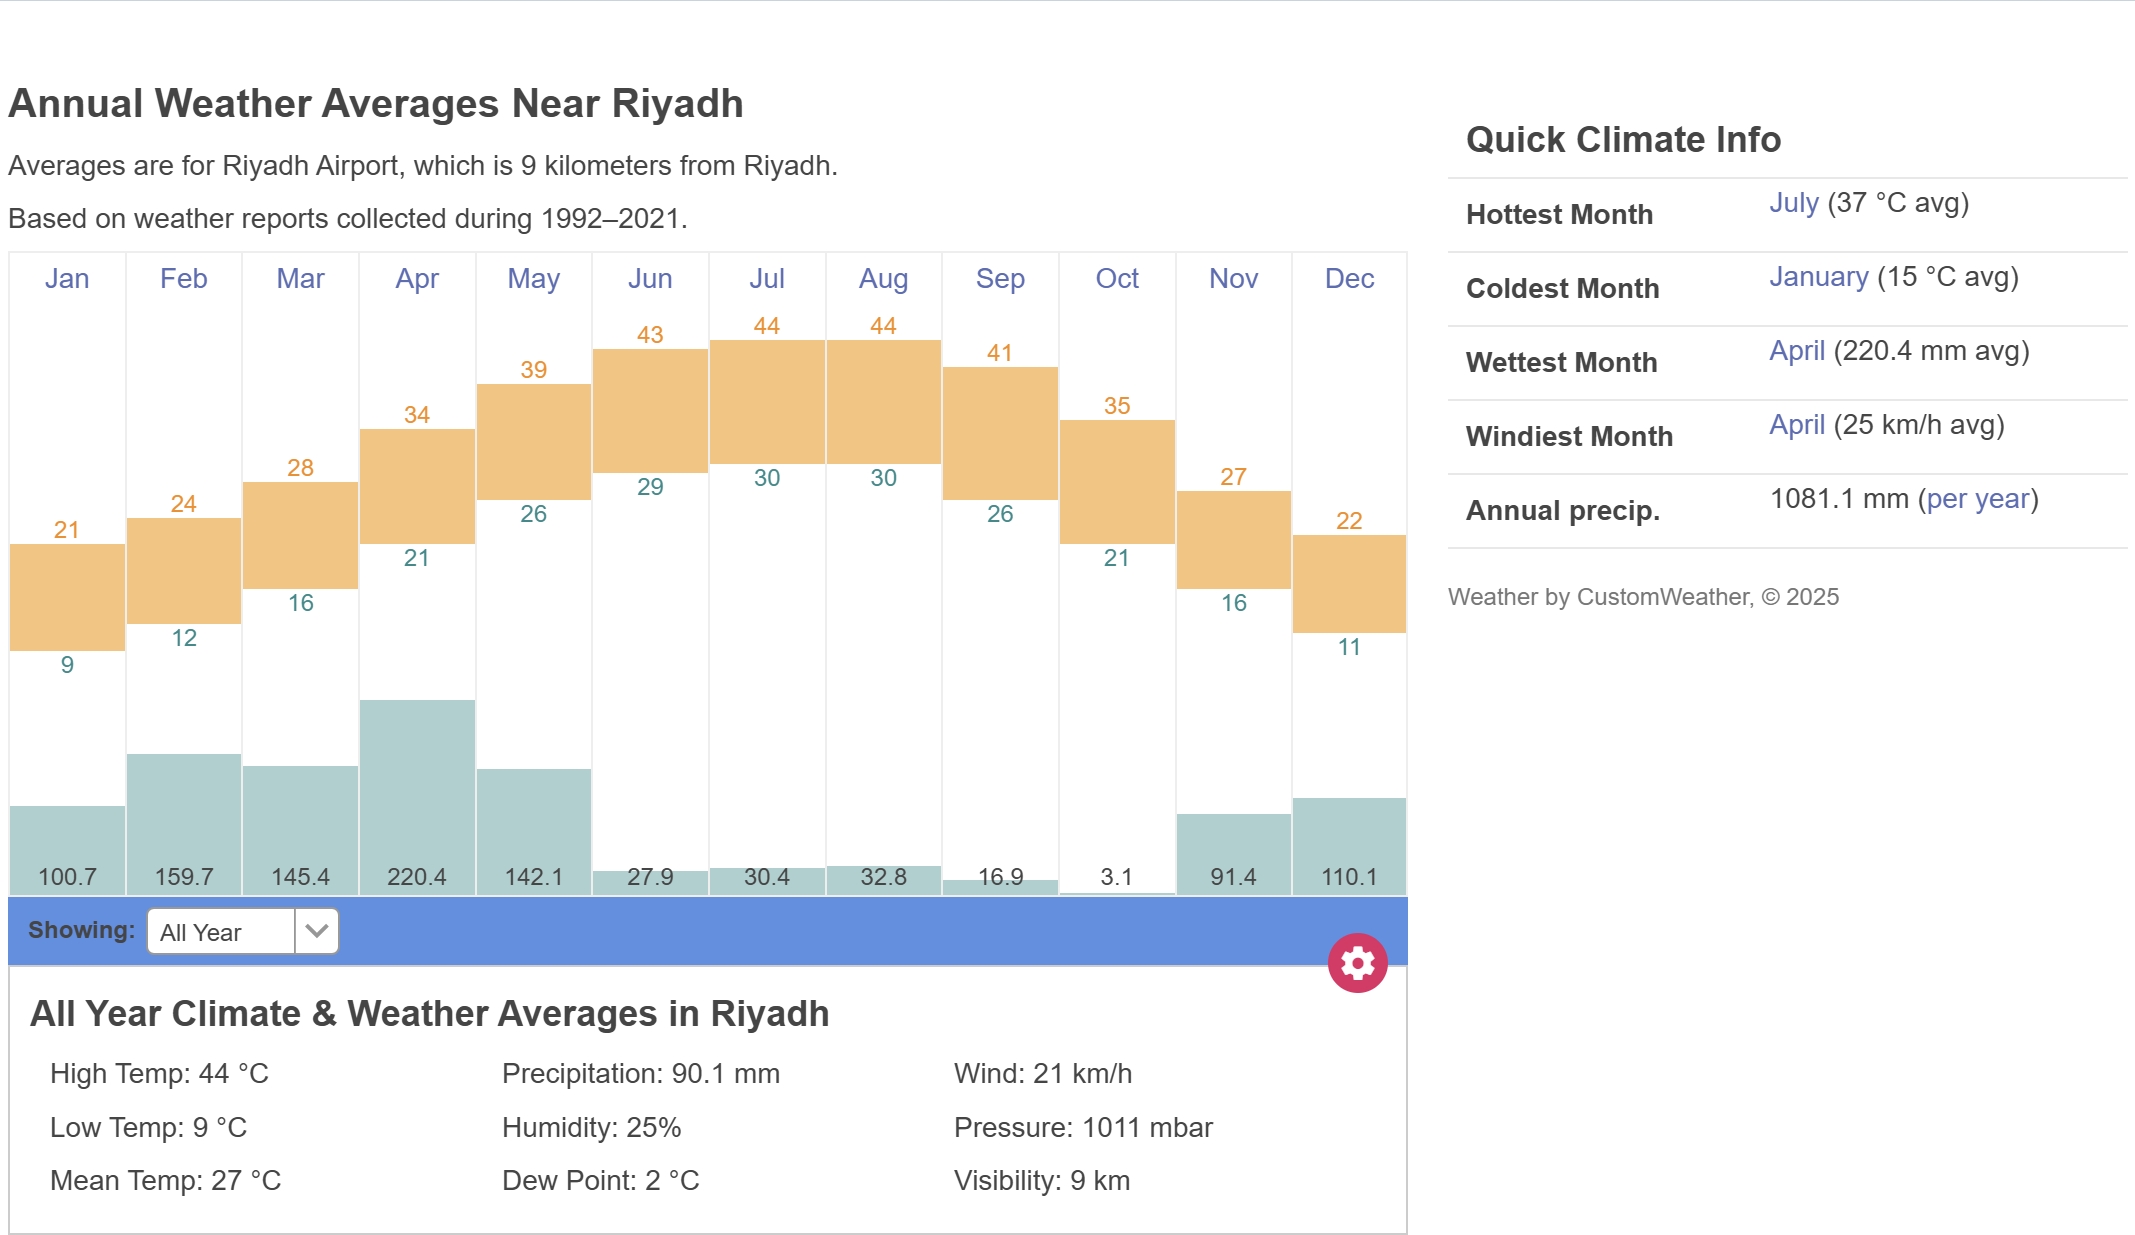 Annual Weather Averages Near Riyadh
Averages are for Riyadh Airport, which is 9 kilometers from Riyadh.
Based on weather reports collected during 1992–2021.
Jan Feb Mar Apr May Jun Jul Aug Sep Oct Nov Dec
21 24 28 34 39 43 44 44 41 35 27 22
9 12 16 21 26 29 30 30 26 21 16 11
100.7 159.7 145.4 220.4 142.1 27.9 30.4 32.8 16.9 3.1 91.4 110.1
Showing: All Year
All Year Climate & Weather Averages in Riyadh
High Temp: 44 °C Precipitation: 90.1 mm Wind: 21 km/h
Low Temp: 9 °C Humidity: 25% Pressure: 1011 mbar
Mean Temp: 27 °C Dew Point: 2 °C Visibility: 9 km
Quick Climate Info
Hottest Month July (37 °C avg)
Coldest Month January (15 °C avg)
Wettest Month April (220.4 mm avg)
Windiest Month April (25 km/h avg)
Annual precip. 1081.1 mm (per year)
Weather by CustomWeather, © 2025